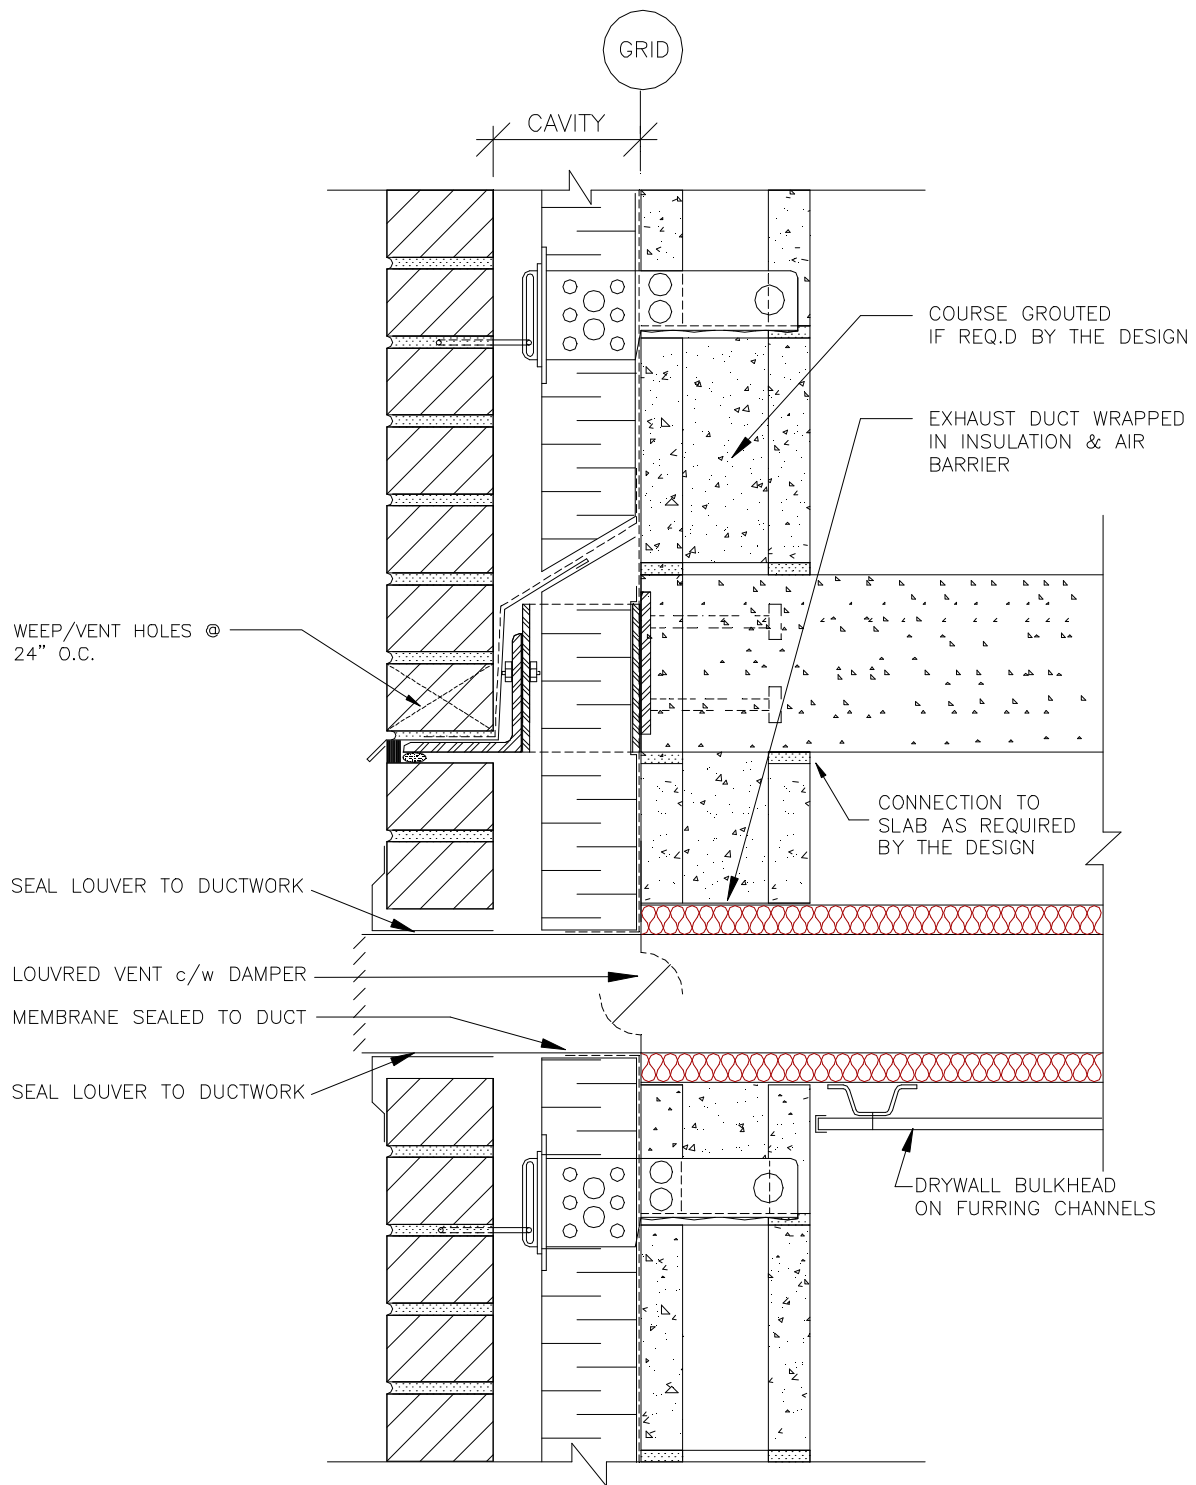 GRID
CAVITY
COURSE GROUTED
IF REQ.D BY THE DESIGN
EXHAUST DUCT WRAPPED
IN INSULATION & AIR
BARRIER
WEEP/VENT HOLES @
24" O.C.
CONNECTION TO
SLAB AS REQUIRED
BY THE DESIGN
SEAL LOUVER TO DUCTWORK
LOUVRED VENT c/w DAMPER
MEMBRANE SEALED TO DUCT
SEAL LOUVER TO DUCTWORK
DRYWALL BULKHEAD
ON FURRING CHANNELS